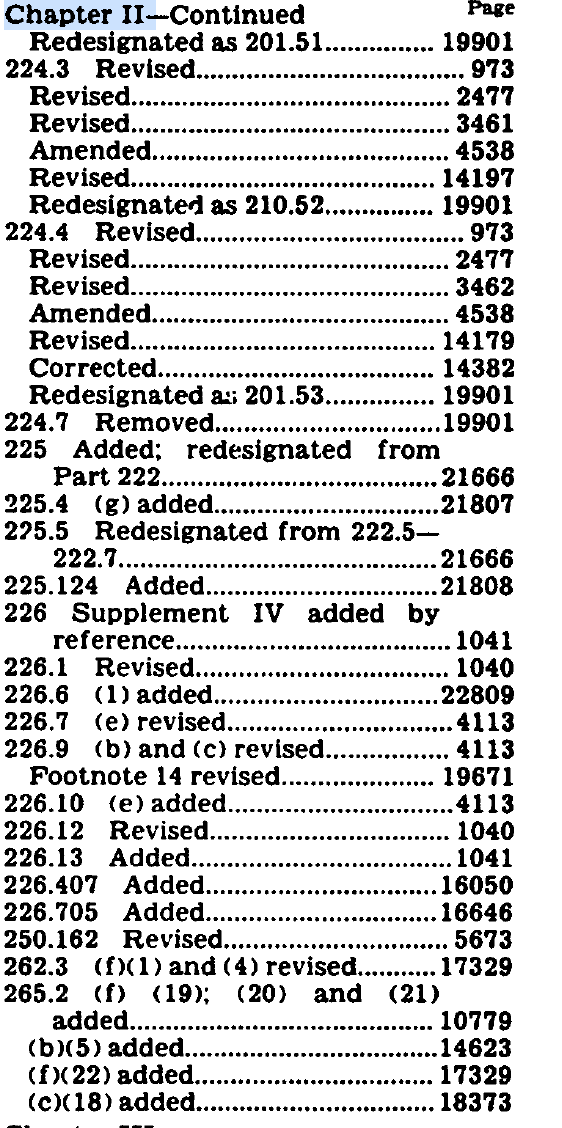 Chapter II—Continued Page
Redesignated as 201.51............... 19901
224.3 Revised..................................... 973
Revised............................................ 2477
Revised............................................ 3461
Amended......................................... 4538
Revised.......................................... 14197
Redesignated as 210.52............... 19901
224.4 Revised..................................... 973
Revised............................................ 2477
Revised............................................ 3462
Amended......................................... 4538
Revised.......................................... 14179
Corrected....................................... 14382
Redesignated as 201.53............... 19901
224.7 Removed...............................19901
225 Added; redesignated from
Part 222.......................................21666
225.4 (g) added...............................21807
225.5 Redesignated from 222.5—
222.7............................................21666
225.124 Added................................21808
226 Supplement IV added by
reference...................................... 1041
226.1 Revised................................... 1040
226.6 (l) added...............................22809
226.7 (e) revised...............................4113
226.9 (b) and (c) revised..................4113
Footnote 14 revised..................... 19671
226.10 (e) added...............................4113
226.12 Revised................................. 1040
226.13 Added....................................1041
226.407 Added................................16050
226.705 Added................................16646
250.162 Revised............................... 5673
262.3 (f)(1) and (4) revised...........17329
265.2 (f) (19); (20) and (21)
added.......................................... 10779
(b)(5) added...................................14623
(f)(22) added................................. 17329
(c)(18) added................................. 18373